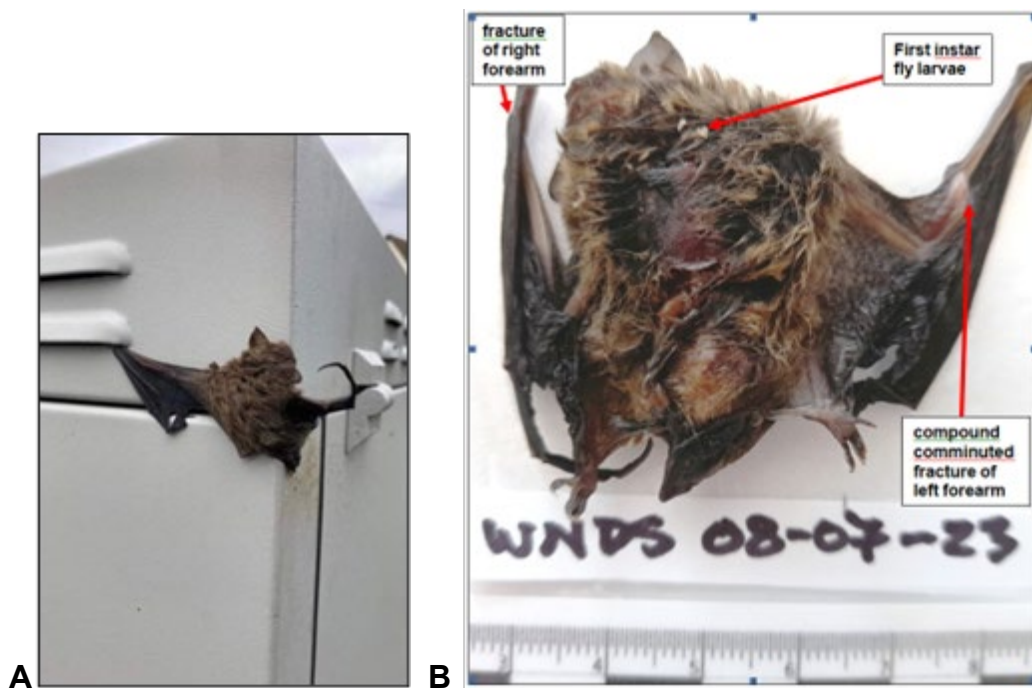 fracture
of right
forearm
First instar
fly larvae
compound
comminuted
fracture of
left forearm
WNDS 08-07-23
A
B